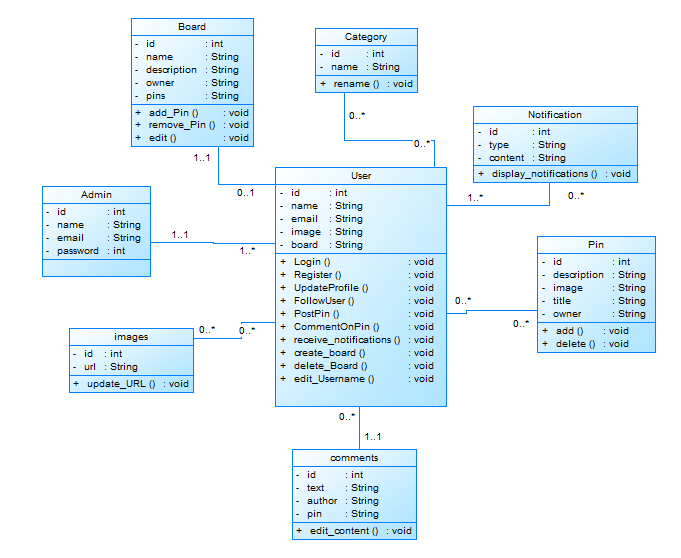 Board
- id : int
- name : String
- description : String
- owner : String
- pins : String
+ add_Pin () : void
+ remove_Pin () : void
+ edit () : void
Category
- id : int
- name : String
+ rename () : void
Notification
- id : int
- type : String
- content : String
+ display_notifications () : void
0..*
0..*
1..1
0..1
1..*
0..*
User
- id : int
- name : String
- email : String
- image : String
- board : String
+ Login () : void
+ Register () : void
+ UpdateProfile () : void
+ FollowUser () : void
+ PostPin () : void
+ CommentOnPin () : void
+ receive_notifications () : void
+ create_board () : void
+ delete_Board () : void
+ edit_Username () : void
Admin
- id : int
- name : String
- email : String
- password : int
1..1
1..*
Pin
- id : int
- description : String
- image : String
- title : String
- owner : String
+ add () : void
+ delete () : void
0..*
0..*
images
- id : int
- url : String
+ update_URL () : void
0..*
0..*
0..*
1..1
comments
- id : int
- text : String
- author : String
- pin : String
+ edit_content () : void